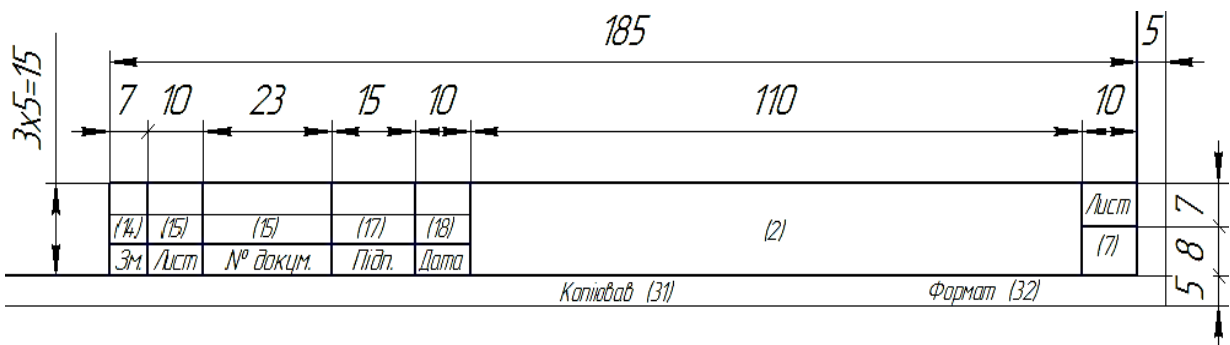 185 5
3x5=15 7 10 23 15 10 110 10
Лист 7
(14) (15) (15) (17) (18) (2)
Зм. Лист № докум. Підп. Дата (7) 8
Копіював (31) Формат (32) 5